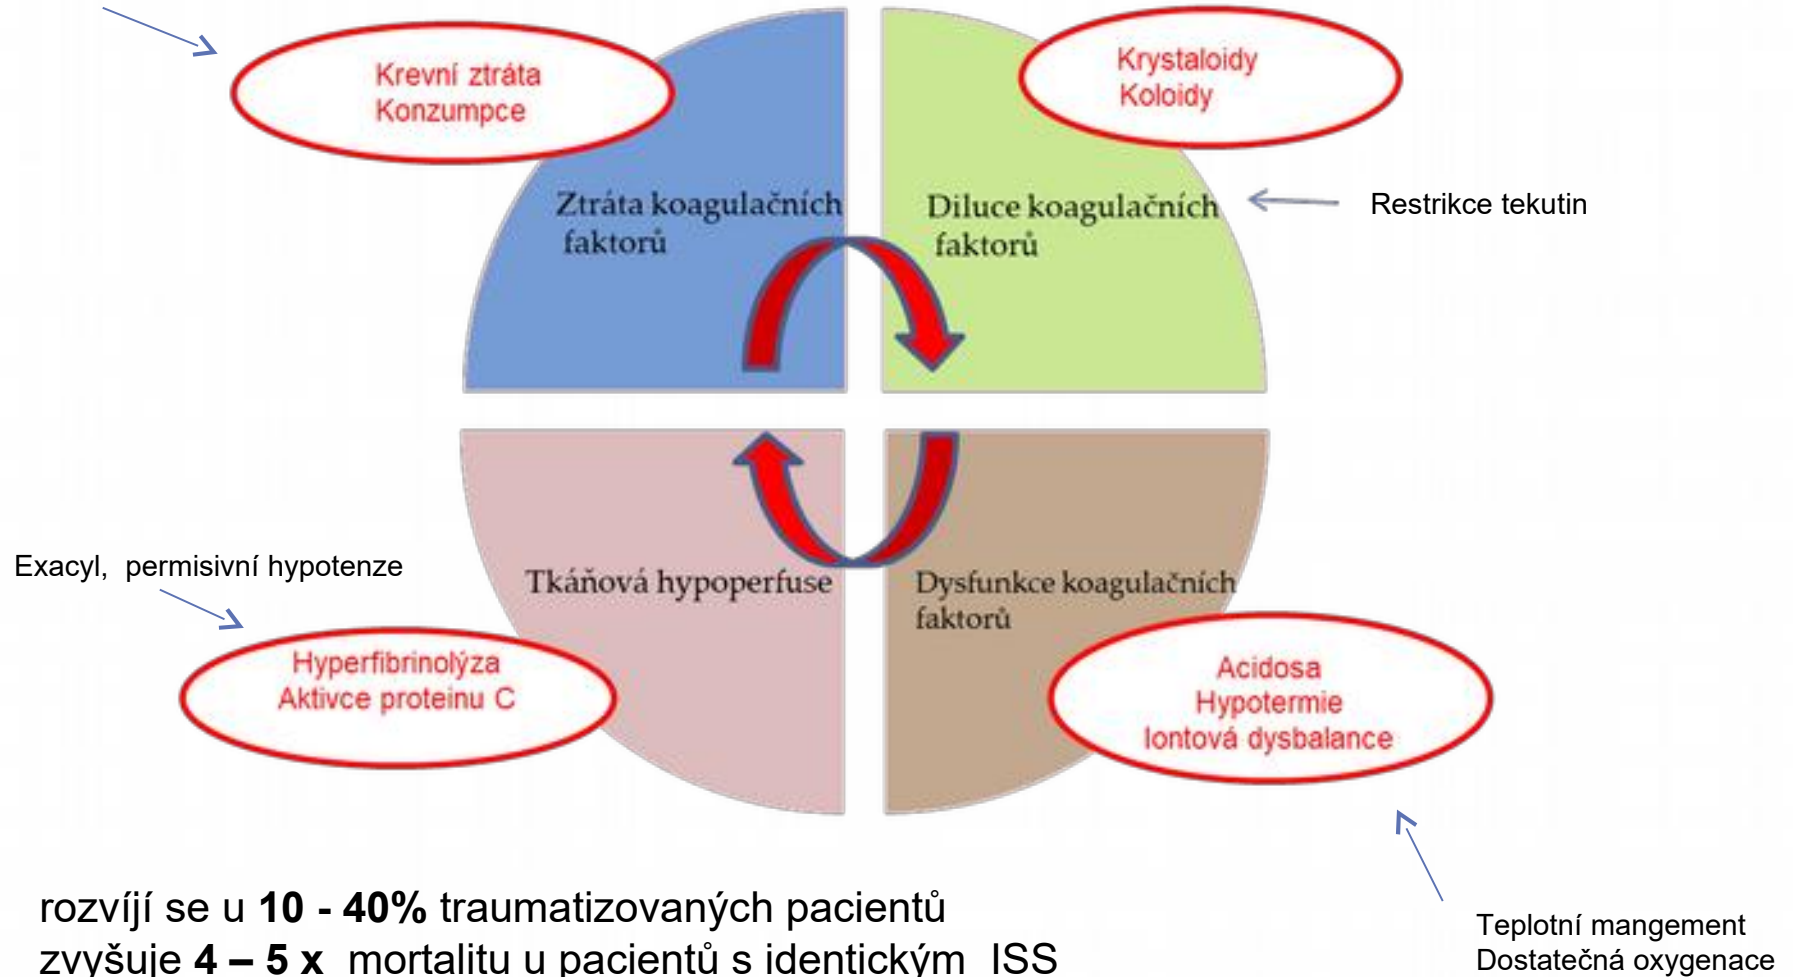 Krevní ztráta
Konzumpce
Krystaloidy
Koloidy
Ztráta koagulačních
faktorů
Diluce koagulačních
faktorů
Restrikce tekutin
Exacyl,  permisivní hypotenze
Tkáňová hypoperfuse
Dysfunkce koagulačních
faktorů
Hyperfibrinolýza
Aktivce proteinu C
Acidosa
Hypotermie
Iontová dysbalance
rozvíjí se u 10 - 40% traumatizovaných pacientů
zvyšuje 4 – 5 x  mortalitu u pacientů s identickým  ISS
Teplotní mangement
Dostatečná oxygenace